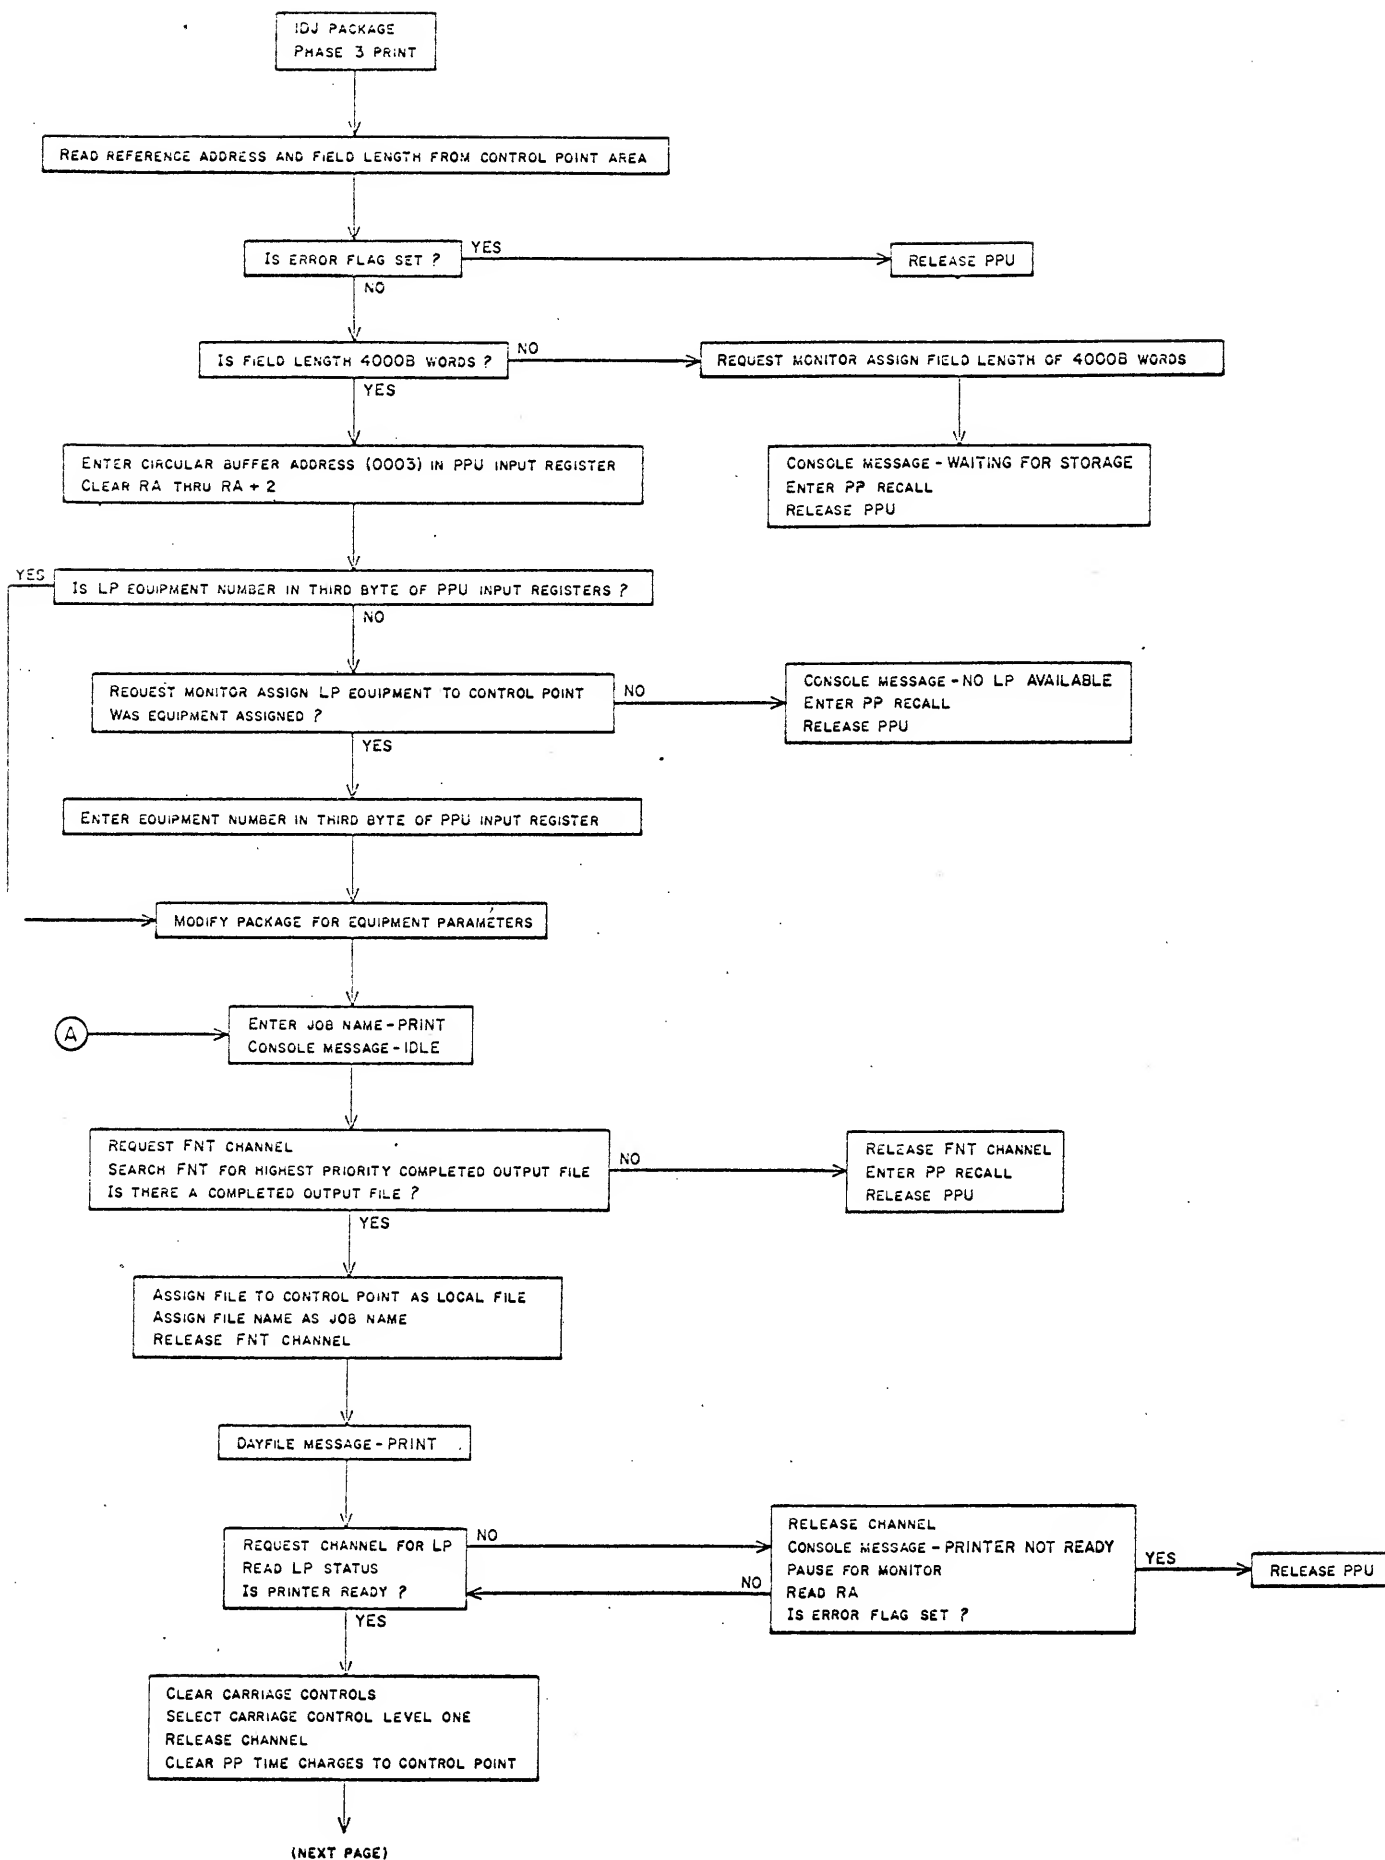 IDJ PACKAGE
PHASE 3 PRINT
READ REFERENCE ADDRESS AND FIELD LENGTH FROM CONTROL POINT AREA
IS ERROR FLAG SET ?
YES
RELEASE PPU
NO
IS FIELD LENGTH 4000B WORDS ?
NO
REQUEST MONITOR ASSIGN FIELD LENGTH OF 4000B WORDS
YES
ENTER CIRCULAR BUFFER ADDRESS (0003) IN PPU INPUT REGISTER
CLEAR RA THRU RA + 2
CONSOLE MESSAGE - WAITING FOR STORAGE
ENTER PP RECALL
RELEASE PPU
YES
IS LP EQUIPMENT NUMBER IN THIRD BYTE OF PPU INPUT REGISTERS ?
NO
REQUEST MONITOR ASSIGN LP EQUIPMENT TO CONTROL POINT
WAS EQUIPMENT ASSIGNED ?
NO
CONSOLE MESSAGE - NO LP AVAILABLE
ENTER PP RECALL
RELEASE PPU
YES
ENTER EQUIPMENT NUMBER IN THIRD BYTE OF PPU INPUT REGISTER
MODIFY PACKAGE FOR EQUIPMENT PARAMETERS
A
ENTER JOB NAME - PRINT
CONSOLE MESSAGE - IDLE
REQUEST FNT CHANNEL
SEARCH FNT FOR HIGHEST PRIORITY COMPLETED OUTPUT FILE
IS THERE A COMPLETED OUTPUT FILE ?
NO
RELEASE FNT CHANNEL
ENTER PP RECALL
RELEASE PPU
YES
ASSIGN FILE TO CONTROL POINT AS LOCAL FILE
ASSIGN FILE NAME AS JOB NAME
RELEASE FNT CHANNEL
DAYFILE MESSAGE - PRINT
REQUEST CHANNEL FOR LP
READ LP STATUS
IS PRINTER READY ?
NO
NO
RELEASE CHANNEL
CONSOLE MESSAGE - PRINTER NOT READY
PAUSE FOR MONITOR
READ RA
IS ERROR FLAG SET ?
YES
RELEASE PPU
YES
CLEAR CARRIAGE CONTROLS
SELECT CARRIAGE CONTROL LEVEL ONE
RELEASE CHANNEL
CLEAR PP TIME CHARGES TO CONTROL POINT
(NEXT PAGE)